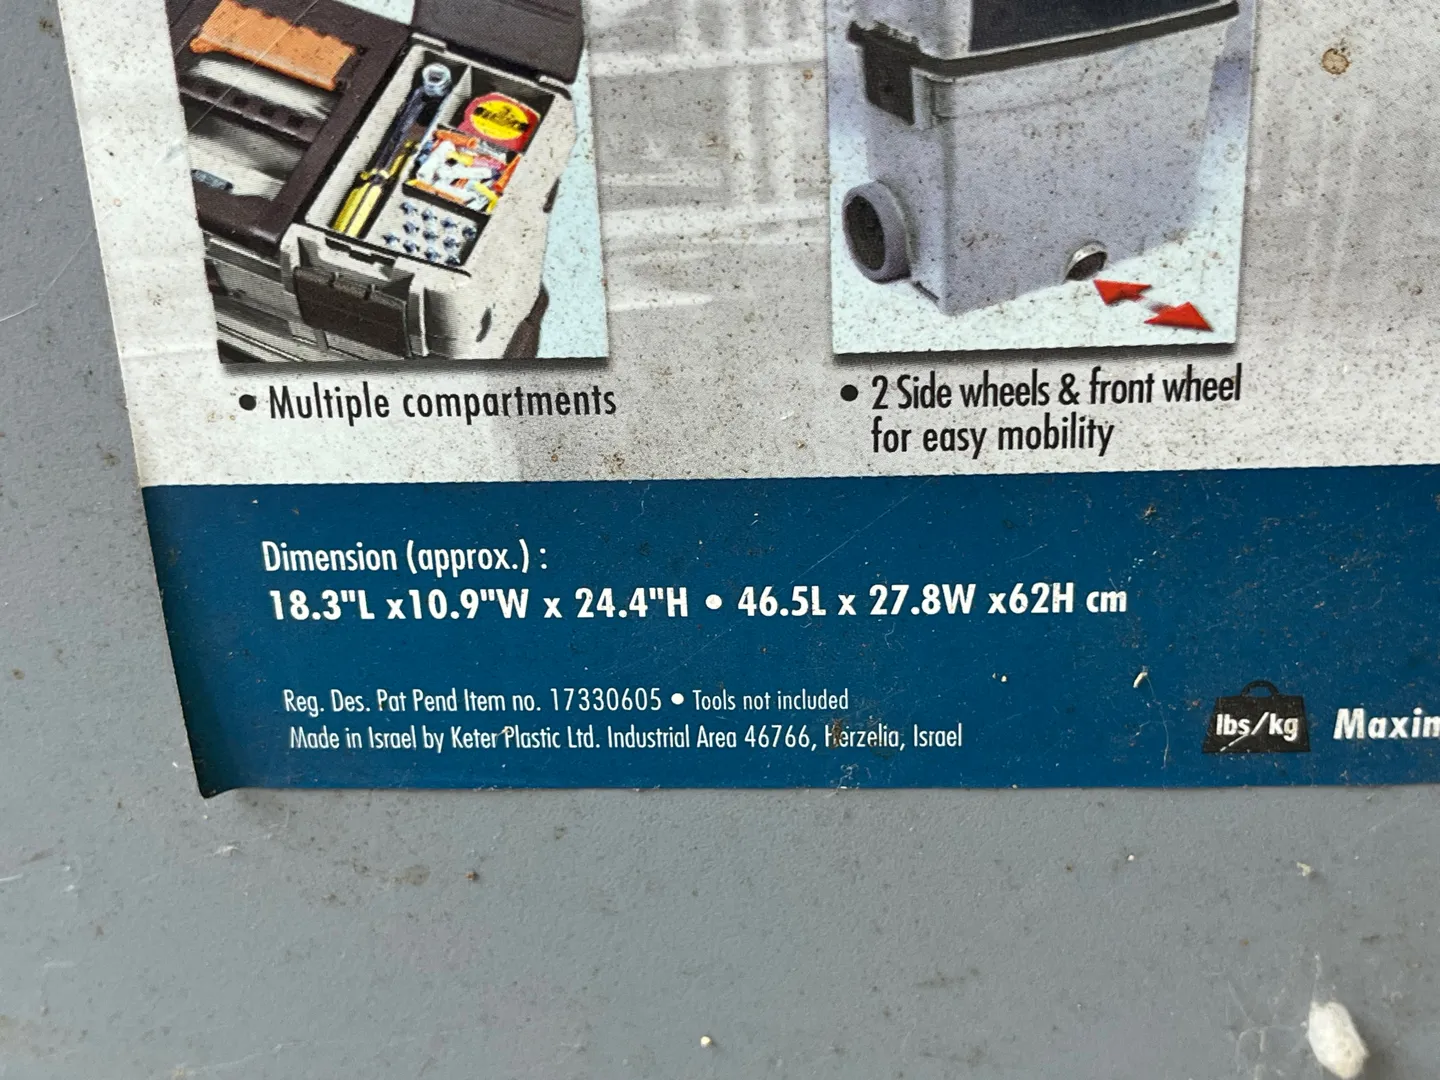 • Multiple compartments
• 2 Side wheels & front wheel
for easy mobility
Dimension (approx.) :
18.3"L x10.9"W x 24.4"H • 46.5L x 27.8W x62H cm
Reg. Des. Pat Pend Item no. 17330605 • Tools not included
Made in Israel by Keter Plastic Ltd. Industrial Area 46766, Herzelia, Israel
lbs/kg Maxim